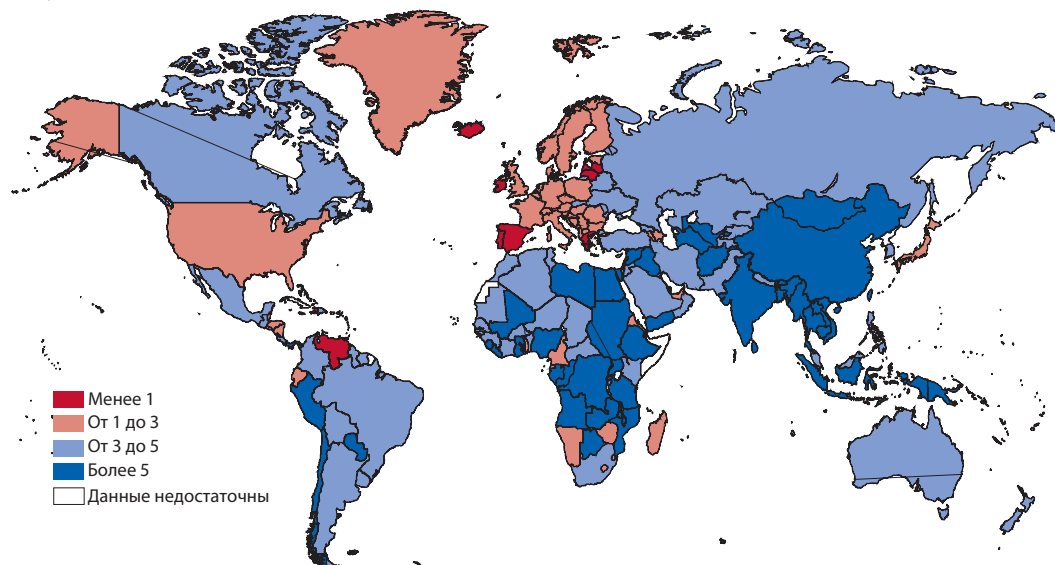 Менее 1
От 1 до 3
От 3 до 5
Более 5
Данные недостаточны